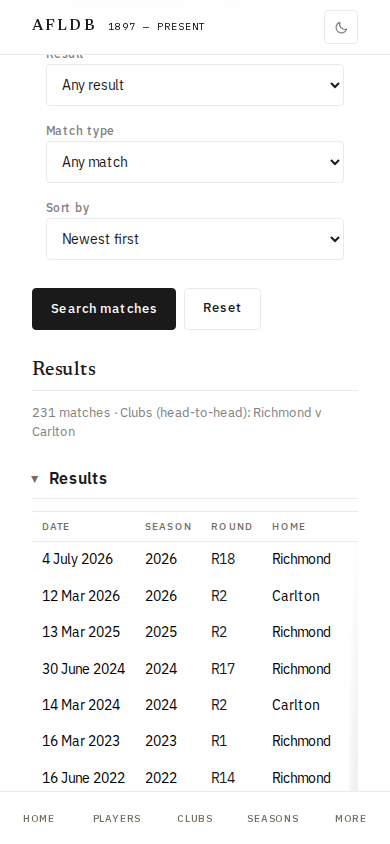 AFLDB 1897 — PRESENT
Result
Any result
Match type
Any match
Sort by
Newest first
Search matches
Reset
Results
231 matches · Clubs (head-to-head): Richmond v
Carlton
▼ Results
DATE SEASON ROUND HOME
4 July 2026 2026 R18 Richmond
12 Mar 2026 2026 R2 Carlton
13 Mar 2025 2025 R2 Richmond
30 June 2024 2024 R17 Richmond
14 Mar 2024 2024 R2 Carlton
16 Mar 2023 2023 R1 Richmond
16 June 2022 2022 R14 Richmond
HOME PLAYERS CLUBS SEASONS MORE